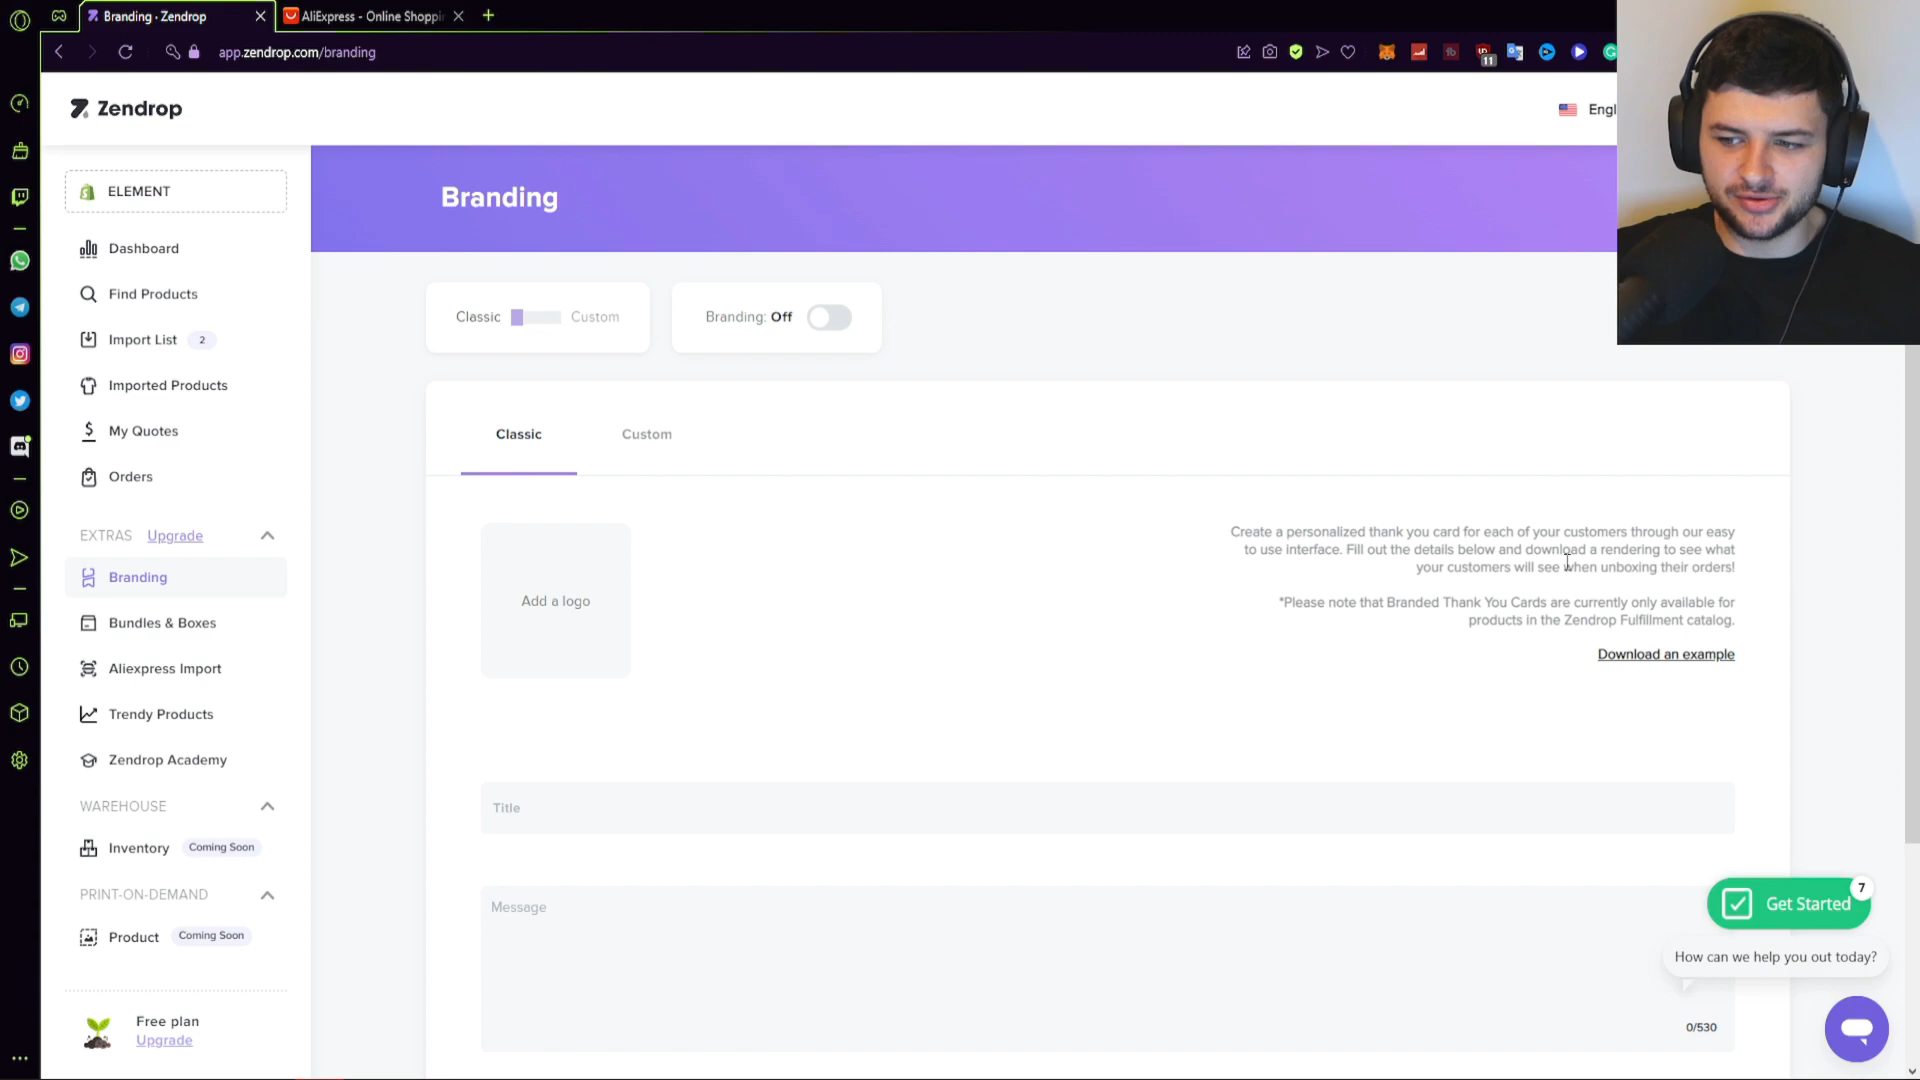 Branding · Zendrop
AliExpress - Online Shoppin
app.zendrop.com/branding
11
Zendrop
Engl
ELEMENT
Dashboard
Find Products
Import List 2
Imported Products
My Quotes
Orders
EXTRAS Upgrade
Branding
Bundles & Boxes
Aliexpress Import
Trendy Products
Zendrop Academy
WAREHOUSE
Inventory Coming Soon
PRINT-ON-DEMAND
Product Coming Soon
Free plan
Upgrade
Branding
Classic Custom
Branding: Off
Classic Custom
Add a logo
Create a personalized thank you card for each of your customers through our easy
to use interface. Fill out the details below and download a rendering to see what
your customers will see when unboxing their orders!
*Please note that Branded Thank You Cards are currently only available for
products in the Zendrop Fulfillment catalog.
Download an example
Title
Message
0/530
7
Get Started
How can we help you out today?